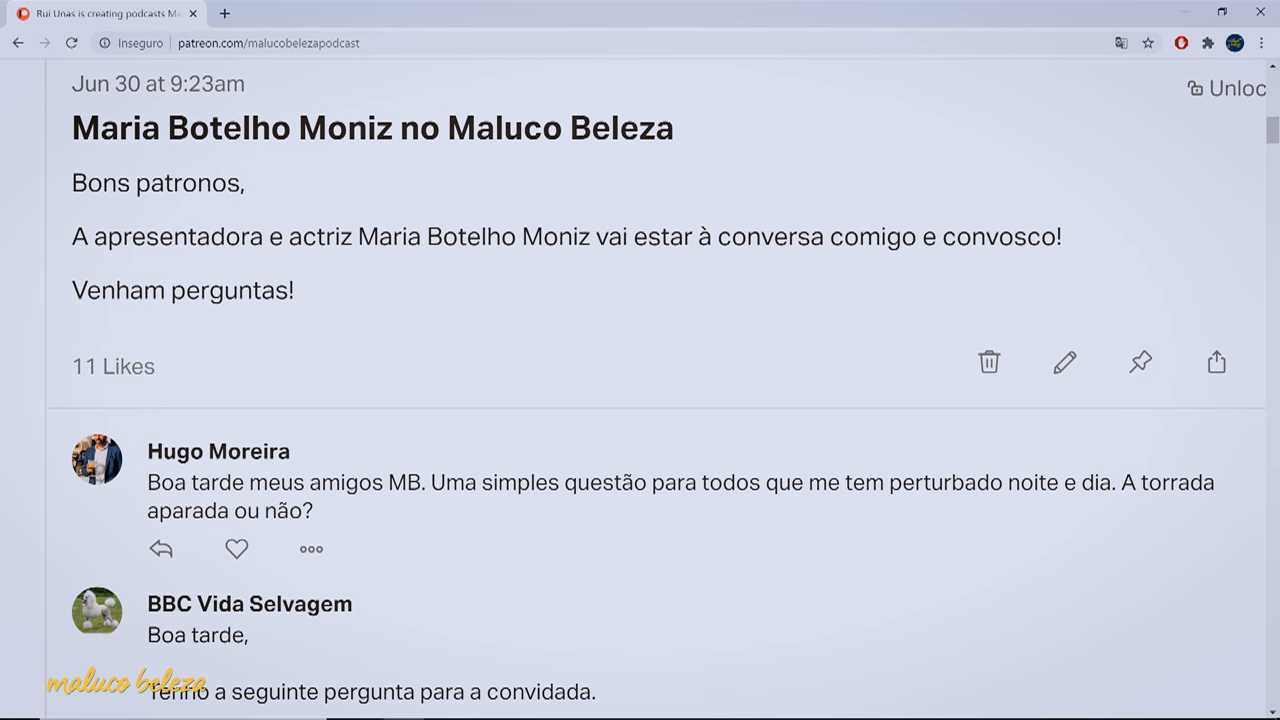 Rui Unas is creating podcasts Ma
Inseguro patreon.com/malucobelezapodcast
Jun 30 at 9:23am
Unloc
Maria Botelho Moniz no Maluco Beleza
Bons patronos,
A apresentadora e actriz Maria Botelho Moniz vai estar à conversa comigo e convosco!
Venham perguntas!
11 Likes
Hugo Moreira
Boa tarde meus amigos MB. Uma simples questão para todos que me tem perturbado noite e dia. A torrada
aparada ou não?
BBC Vida Selvagem
Boa tarde,
maluco beleza
Tenho a seguinte pergunta para a convidada.